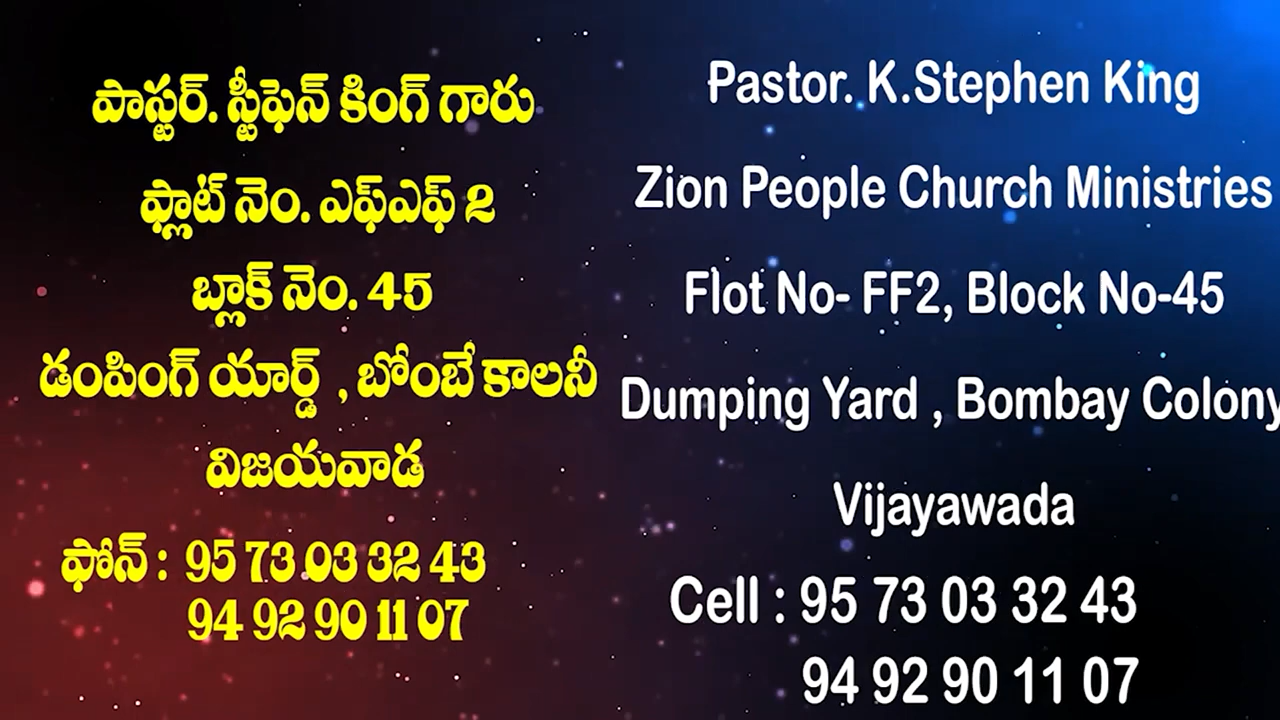 పాస్టర్. స్టీఫెన్ కింగ్ గారు
ఫ్లాట్ నెం. ఎఫ్ఎఫ్ 2
బ్లాక్ నెం. 45
డంపింగ్ యార్డ్ , బోంబే కాలనీ
విజయవాడ
ఫోన్ : 95 73 03 32 43
94 92 90 11 07
Pastor. K.Stephen King
Zion People Church Ministries
Flot No- FF2, Block No-45
Dumping Yard , Bombay Colony
Vijayawada
Cell : 95 73 03 32 43
94 92 90 11 07